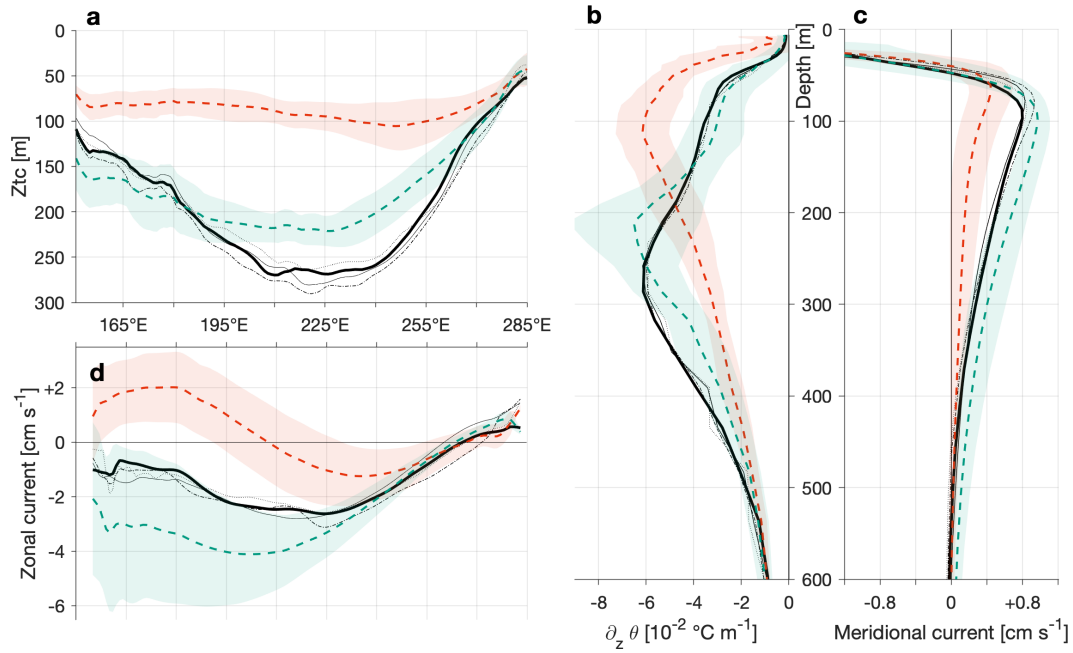 a
Ztc [m]
0
50
100
150
200
250
300
165°E
195°E
225°E
255°E
285°E
d
Zonal current [cm s⁻¹]
+2
0
-2
-4
-6
b
Depth [m]
0
100
200
300
400
500
600
-8
-6
-4
-2
0
∂z θ [10⁻² °C m⁻¹]
c
-0.8
0
+0.8
Meridional current [cm s⁻¹]